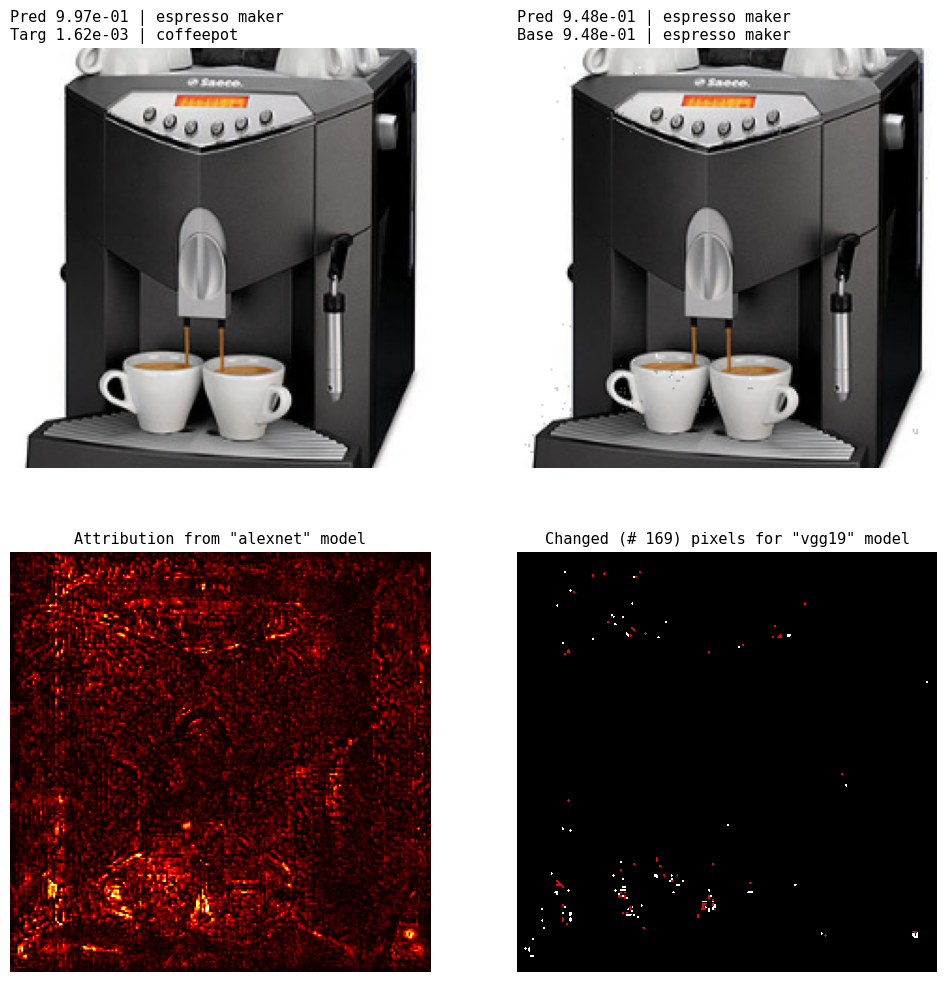 Pred 9.97e-01 | espresso maker
Targ 1.62e-03 | coffeepot
Pred 9.48e-01 | espresso maker
Base 9.48e-01 | espresso maker
Saeco.
Saeco.
Attribution from "alexnet" model
Changed (# 169) pixels for "vgg19" model